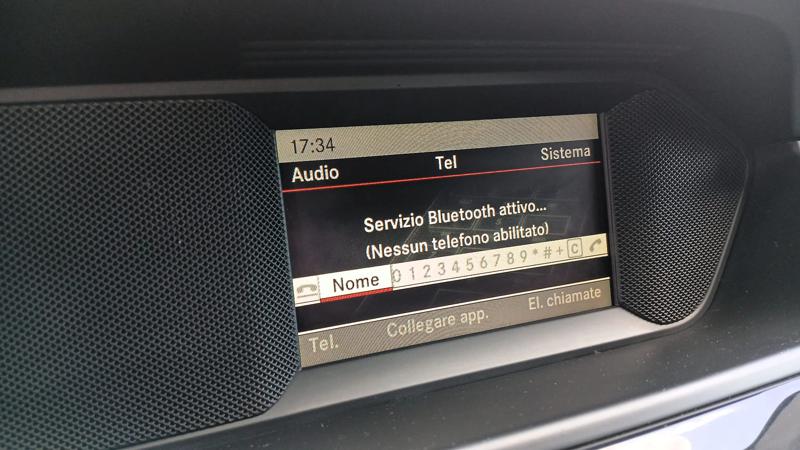 17:34
Audio Tel Sistema
Servizio Bluetooth attivo...
(Nessun telefono abilitato)
Nome 0 1 2 3 4 5 6 7 8 9 * # + C
Tel. Collegare app. El. chiamate